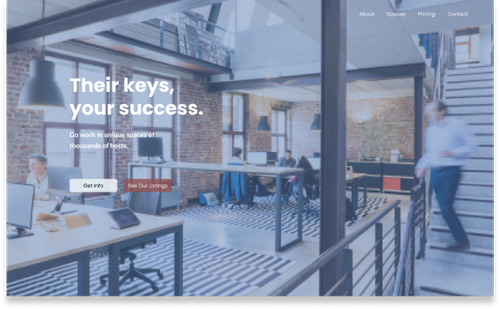 About Spaces Pricing Contact
Their keys,
your success.
Go work in unique spaces of
thousands of hosts.
Get Info See Our Listings